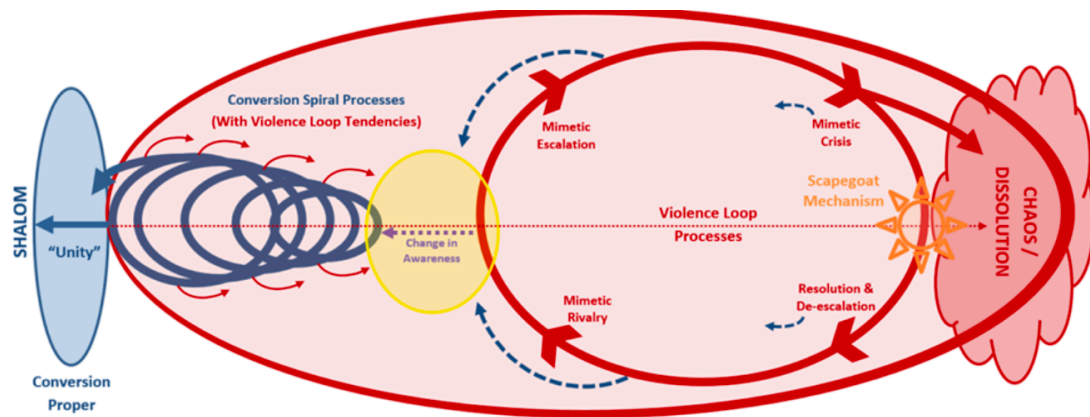 SHALOM
"Unity"
Conversion
Proper
Conversion Spiral Processes
(With Violence Loop Tendencies)
Change in
Awareness
Mimetic
Escalation
Mimetic
Rivalry
Violence Loop
Processes
Mimetic
Crisis
Scapegoat
Mechanism
Resolution &
De-escalation
CHAOS /
DISSOLUTION